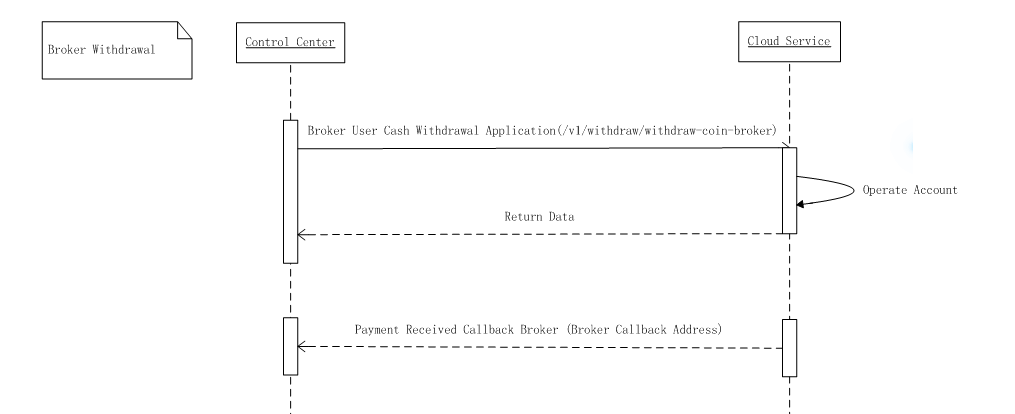 Broker Withdrawal
Control Center
Cloud Service
Broker User Cash Withdrawal Application(/v1/withdraw/withdraw-coin-broker)
Operate Account
Return Data
Payment Received Callback Broker (Broker Callback Address)